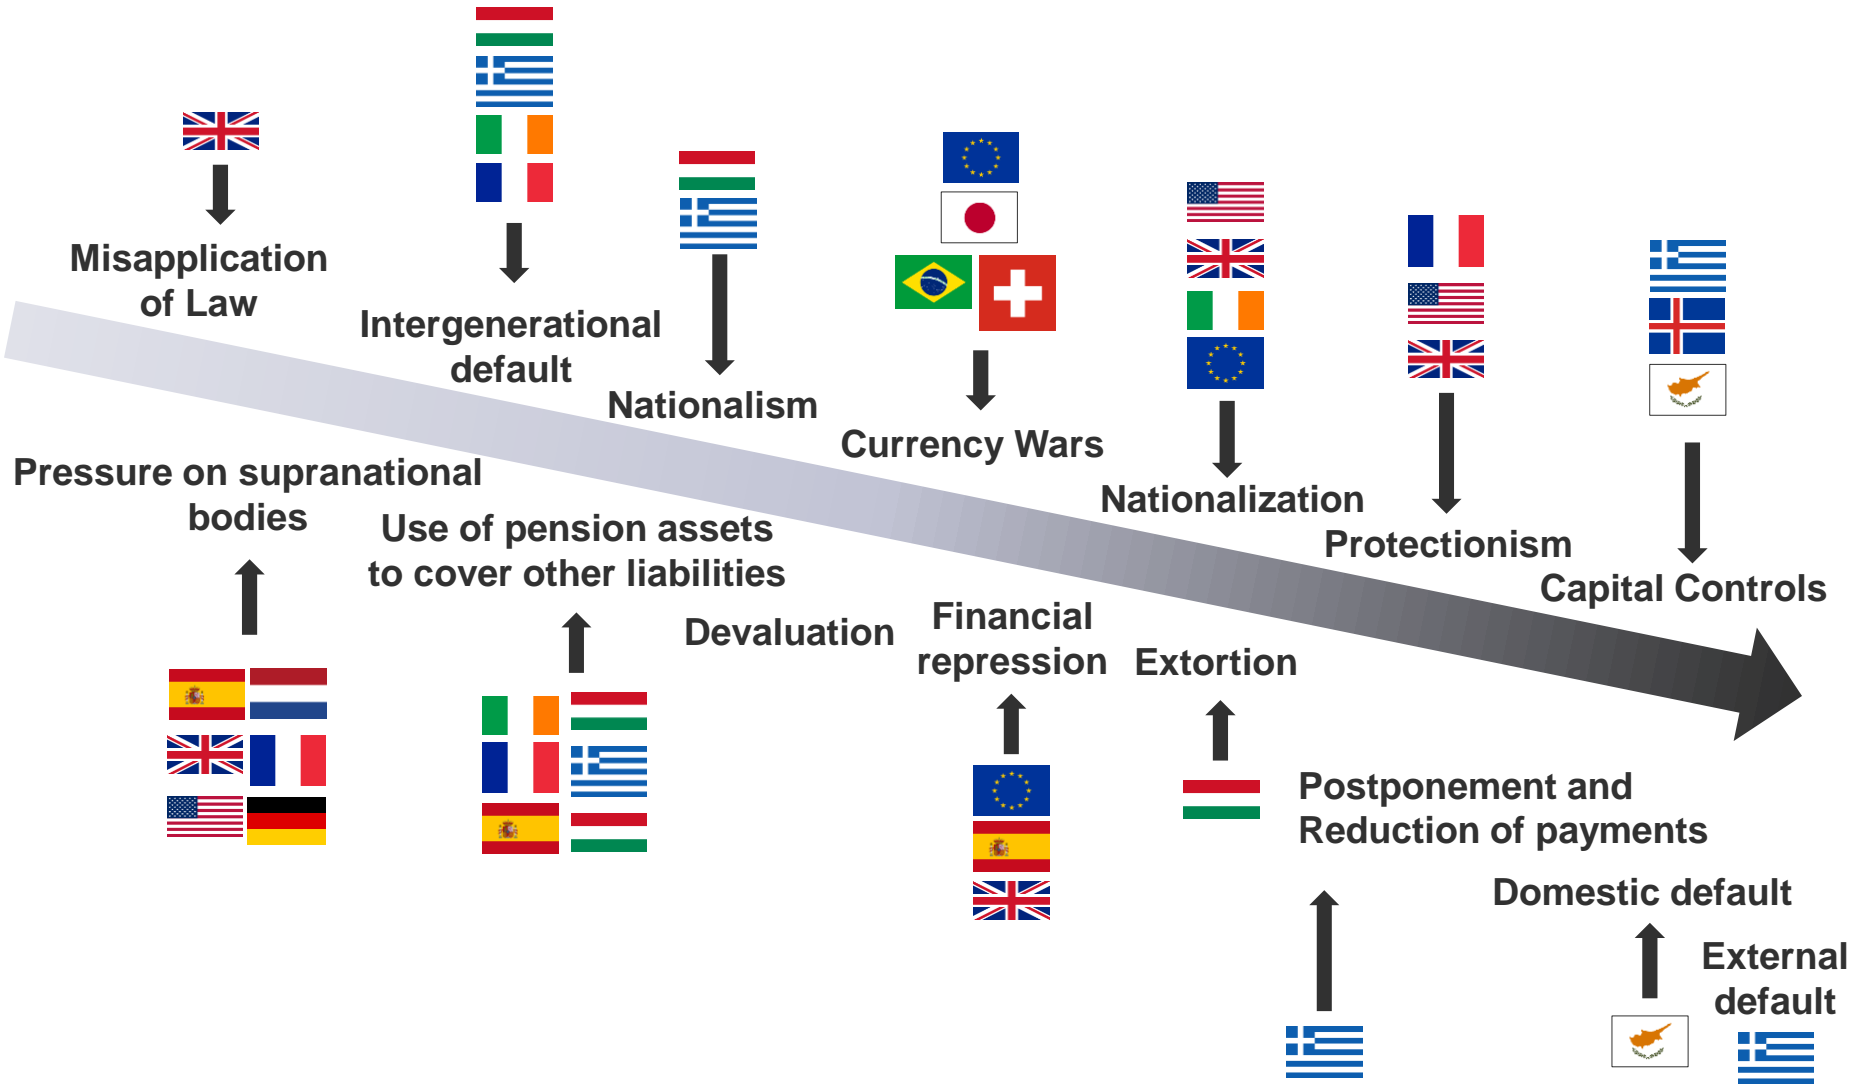 Misapplication
of Law
Intergenerational
default
Nationalism
Currency Wars
Nationalization
Protectionism
Capital Controls
Pressure on supranational
bodies
Use of pension assets
to cover other liabilities
Devaluation
Financial
repression
Extortion
Postponement and
Reduction of payments
Domestic default
External
default